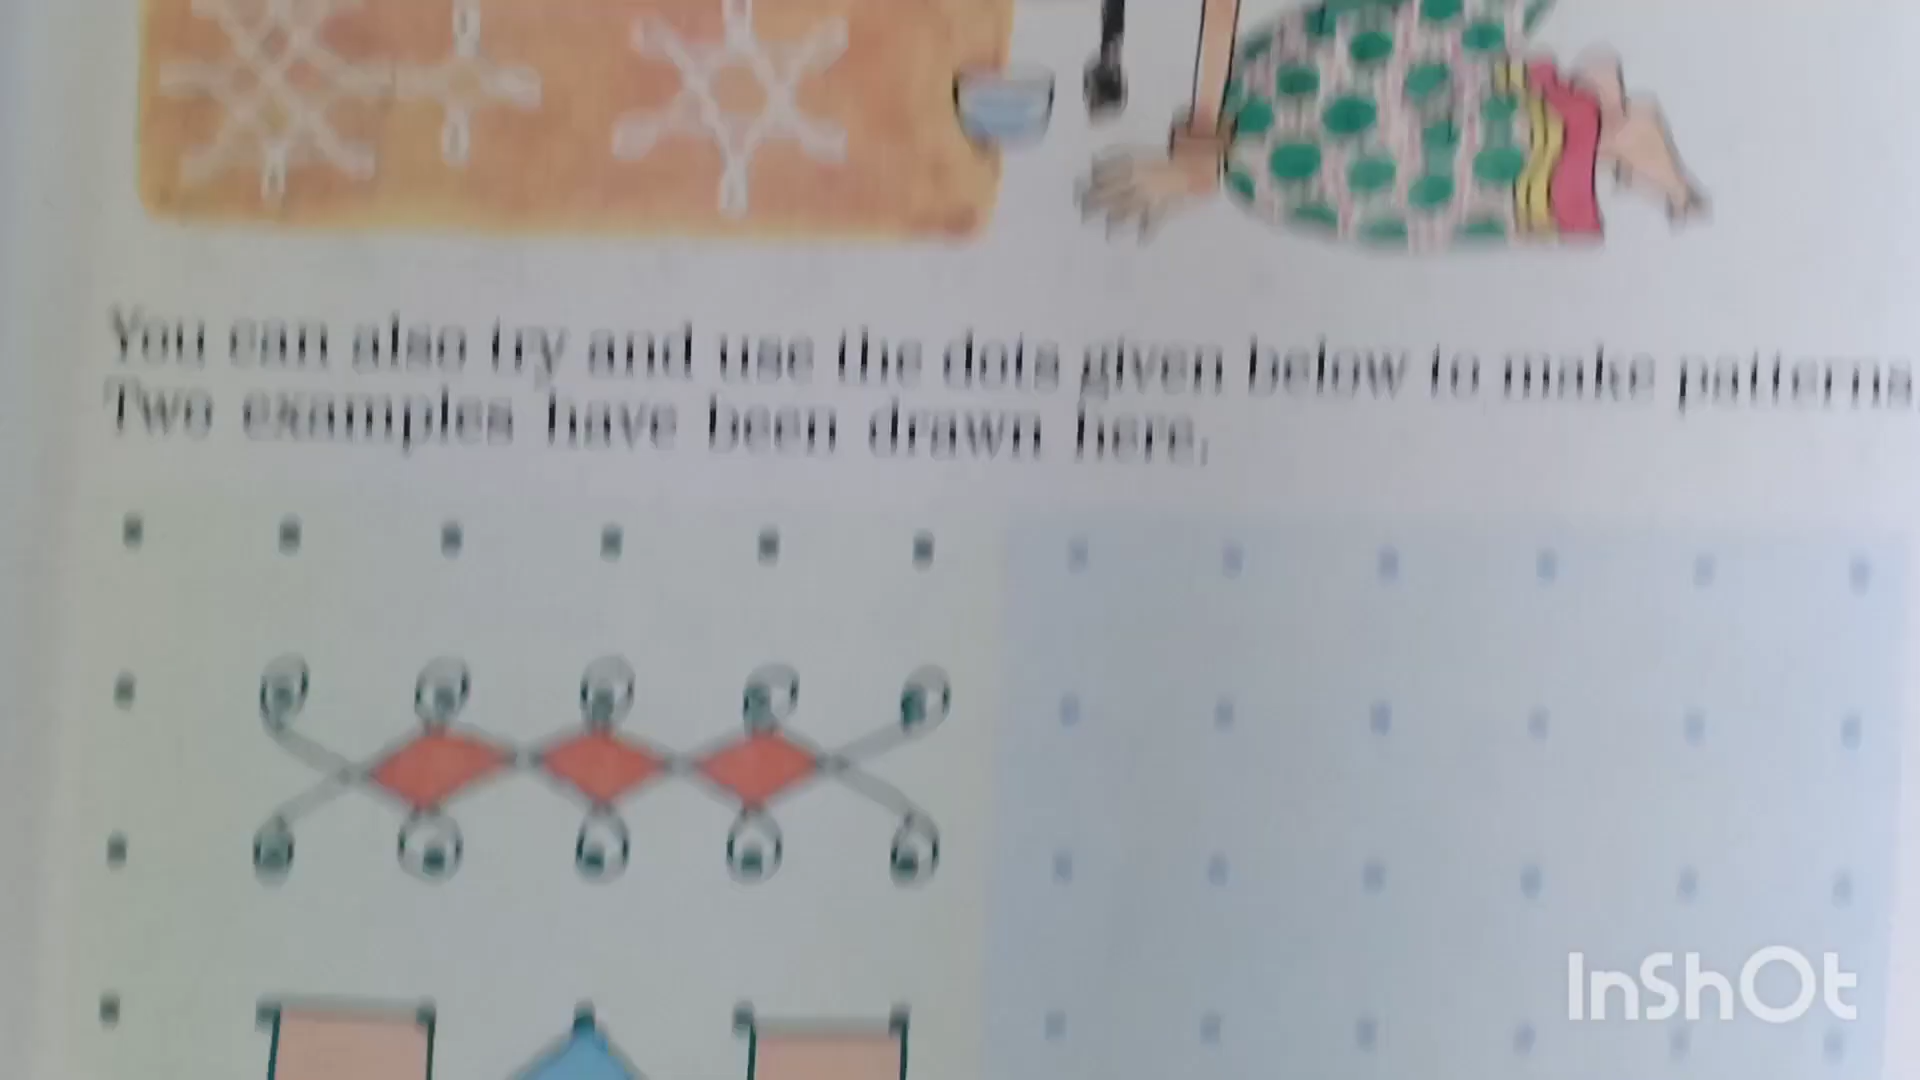 You can also try and use the dots given below to make patterns
Two examples have been drawn here.
InShOt